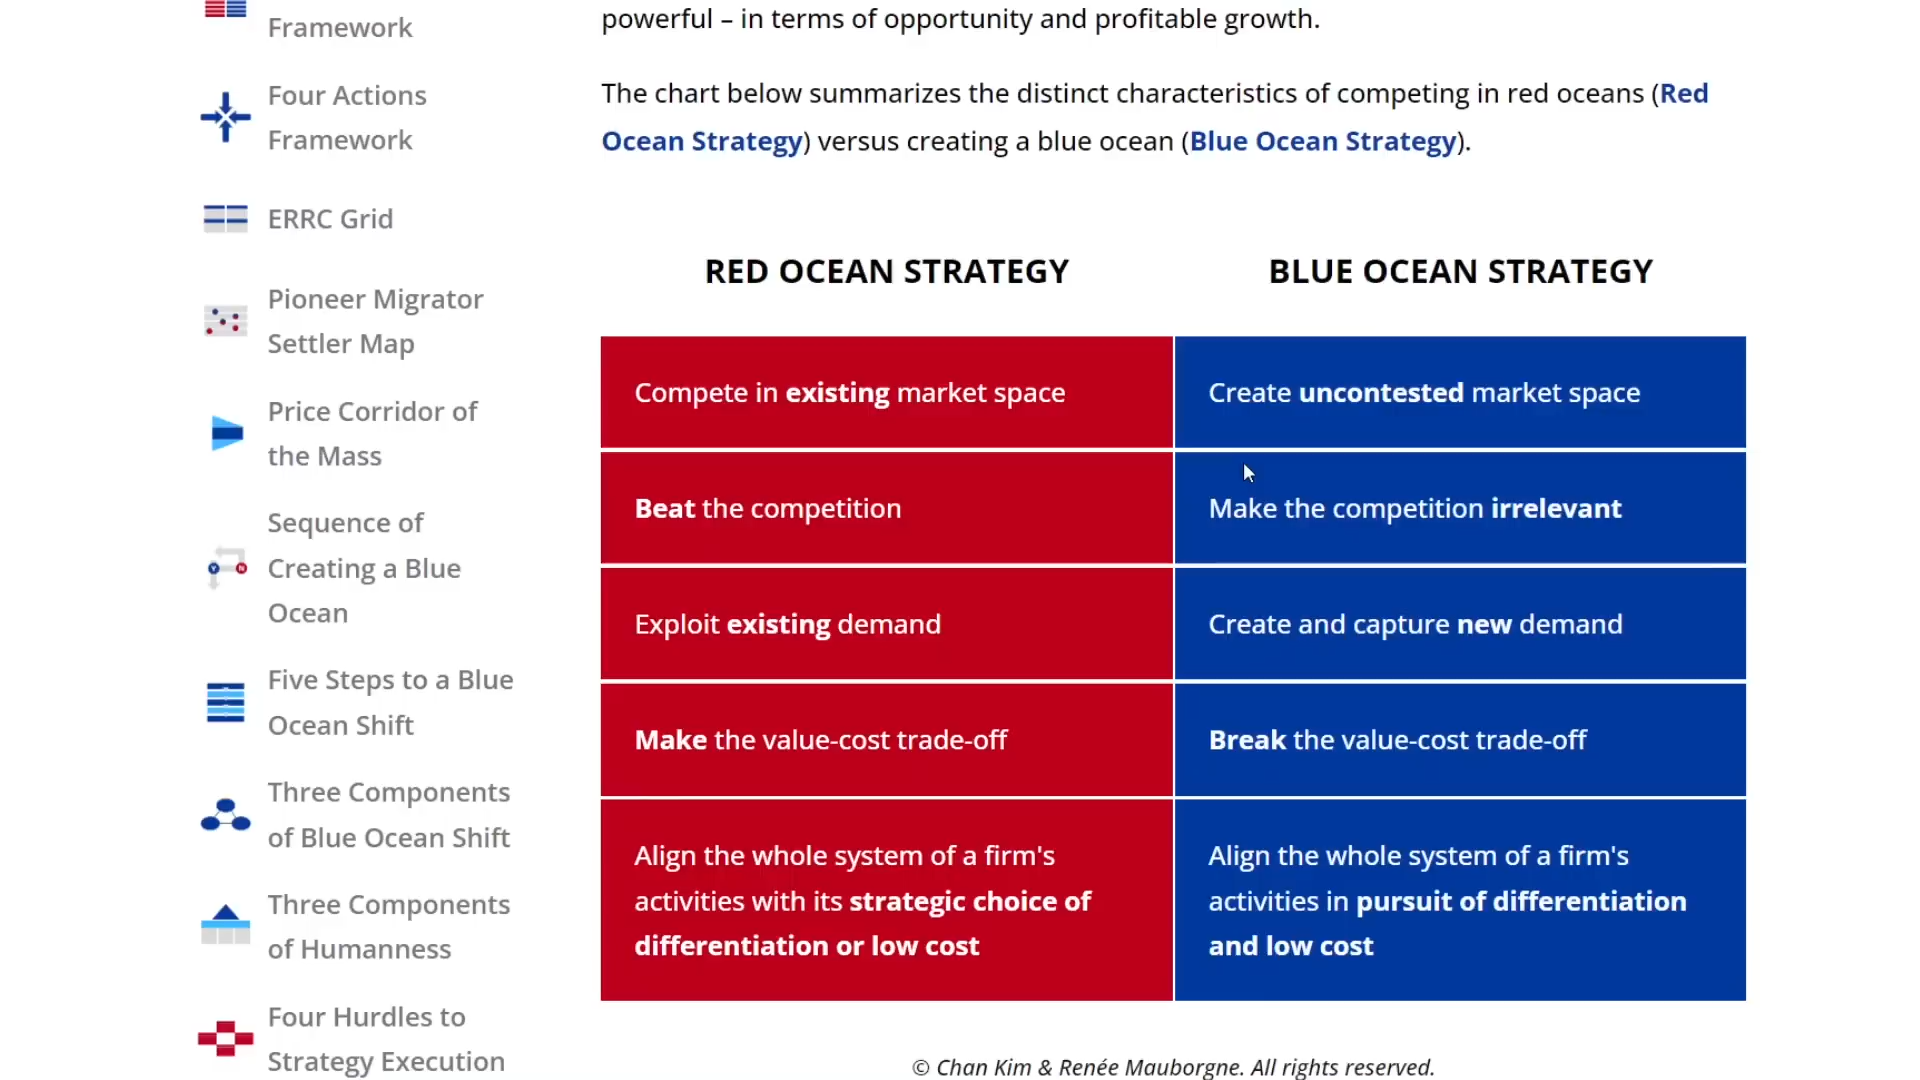 Framework
Four Actions
Framework
ERRC Grid
Pioneer Migrator
Settler Map
Price Corridor of
the Mass
Sequence of
Creating a Blue
Ocean
Five Steps to a Blue
Ocean Shift
Three Components
of Blue Ocean Shift
Three Components
of Humanness
Four Hurdles to
Strategy Execution
powerful – in terms of opportunity and profitable growth.
The chart below summarizes the distinct characteristics of competing in red oceans (Red
Ocean Strategy) versus creating a blue ocean (Blue Ocean Strategy).
RED OCEAN STRATEGY
BLUE OCEAN STRATEGY
Compete in existing market space
Create uncontested market space
Beat the competition
Make the competition irrelevant
Exploit existing demand
Create and capture new demand
Make the value-cost trade-off
Break the value-cost trade-off
Align the whole system of a firm's
activities with its strategic choice of
differentiation or low cost
Align the whole system of a firm's
activities in pursuit of differentiation
and low cost
© Chan Kim & Renée Mauborgne. All rights reserved.